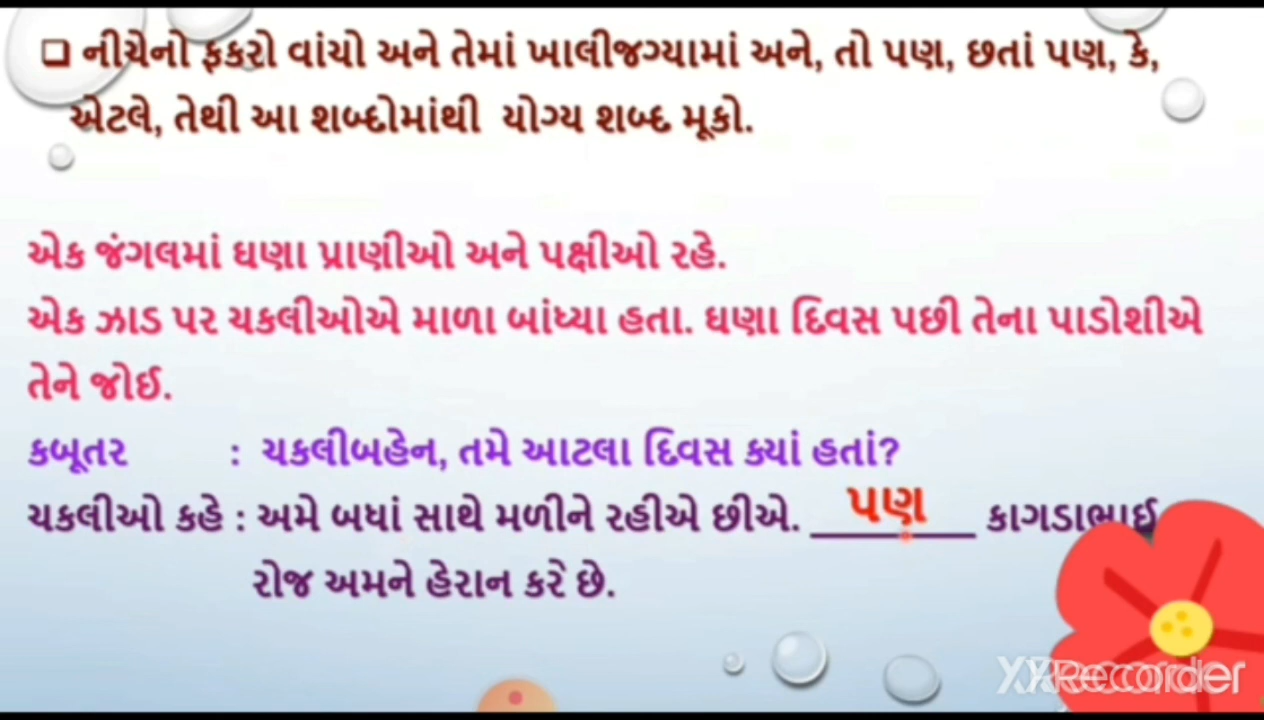 ❑ નીચેનો ફકરો વાંચો અને તેમાં ખાલીજગ્યામાં અને, તો પણ, છતાં પણ, કે,
એટલે, તેથી આ શબ્દોમાંથી યોગ્ય શબ્દ મૂકો.
એક જંગલમાં ઘણા પ્રાણીઓ અને પક્ષીઓ રહે.
એક ઝાડ પર ચકલીઓએ માળા બાંધ્યા હતા. ઘણા દિવસ પછી તેના પાડોશીએ
તેને જોઈ.
કબૂતર : ચકલીબહેન, તમે આટલા દિવસ ક્યાં હતાં?
ચકલીઓ કહે : અમે બધાં સાથે મળીને રહીએ છીએ. પણ કાગડાભાઈ
રોજ અમને હેરાન કરે છે.
XRecorder